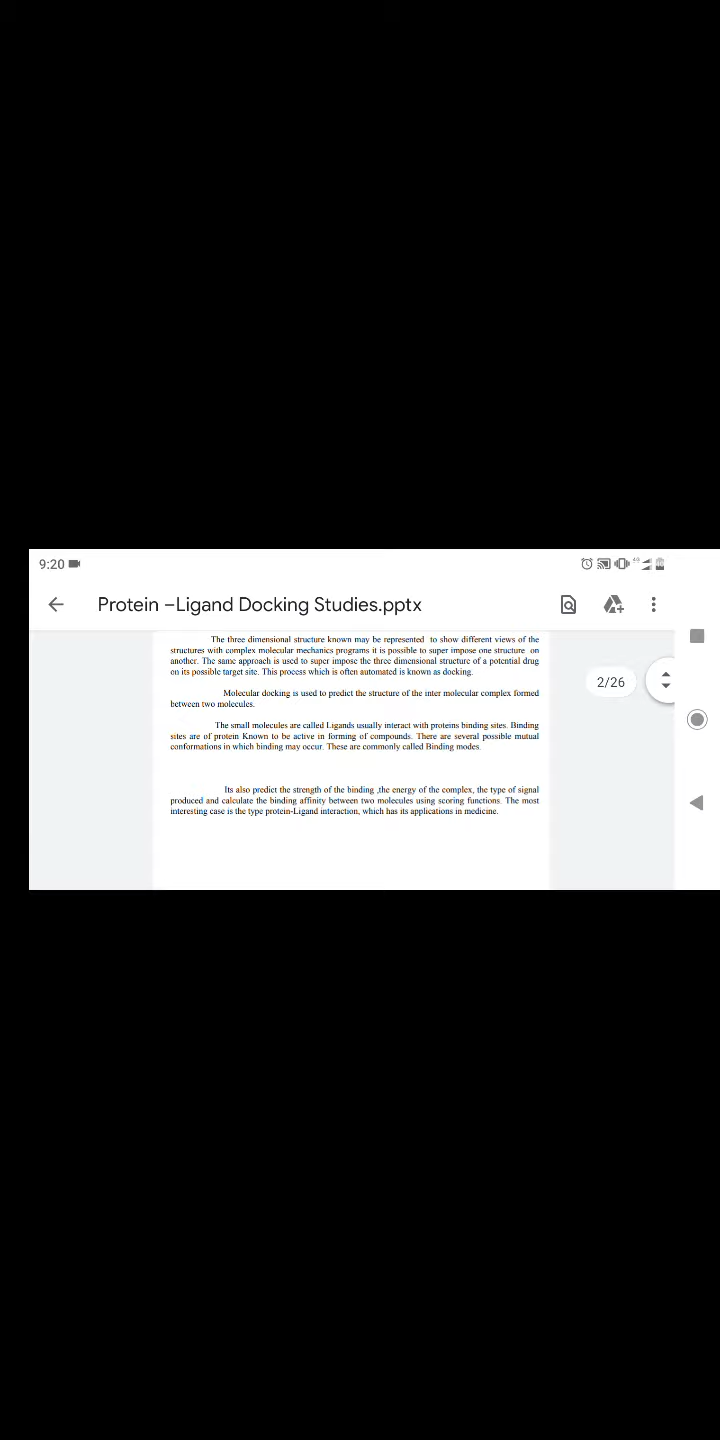 9:20
Protein –Ligand Docking Studies.pptx
The three dimensional structure known may be represented to show different views of the
structures with complex molecular mechanics programs it is possible to super impose one structure on
another. The same approach is used to super impose the three dimensional structure of a potential drug
on its possible target site. This process which is often automated is known as docking.
2/26
Molecular docking is used to predict the structure of the inter molecular complex formed
between two molecules.
The small molecules are called Ligands usually interact with proteins binding sites. Binding
sites are of protein Known to be active in forming of compounds. There are several possible mutual
conformations in which binding may occur. These are commonly called Binding modes.
Its also predict the strength of the binding ,the energy of the complex, the type of signal
produced and calculate the binding affinity between two molecules using scoring functions. The most
interesting case is the type protein-Ligand interaction, which has its applications in medicine.